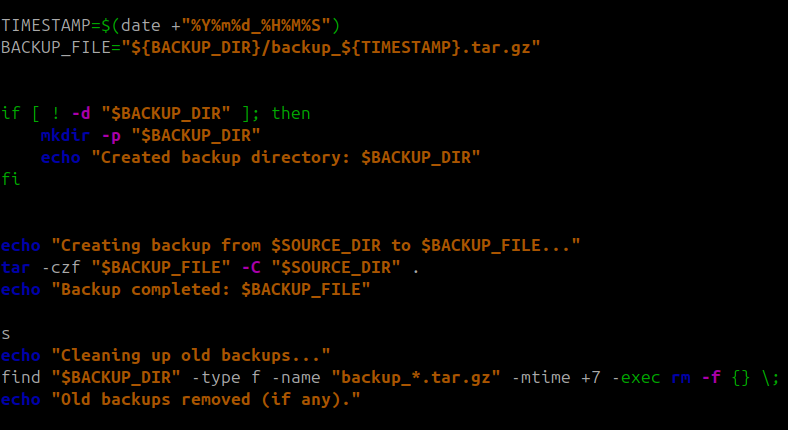 TIMESTAMP=$(date +"%Y%m%d_%H%M%S")
BACKUP_FILE="${BACKUP_DIR}/backup_${TIMESTAMP}.tar.gz"
if [ ! -d "$BACKUP_DIR" ]; then
    mkdir -p "$BACKUP_DIR"
    echo "Created backup directory: $BACKUP_DIR"
fi
echo "Creating backup from $SOURCE_DIR to $BACKUP_FILE..."
tar -czf "$BACKUP_FILE" -C "$SOURCE_DIR" .
echo "Backup completed: $BACKUP_FILE"
s
echo "Cleaning up old backups..."
find "$BACKUP_DIR" -type f -name "backup_*.tar.gz" -mtime +7 -exec rm -f {} \;
echo "Old backups removed (if any)."